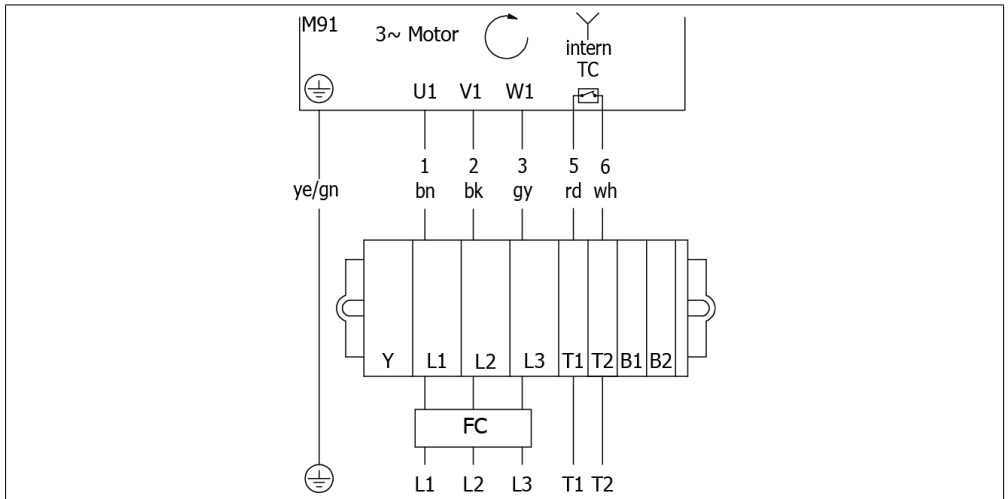 M91
3~ Motor
intern
TC
U1 V1 W1
1 2 3 5 6
ye/gn bn bk gy rd wh
Y L1 L2 L3 T1 T2 B1 B2
FC
L1 L2 L3 T1 T2